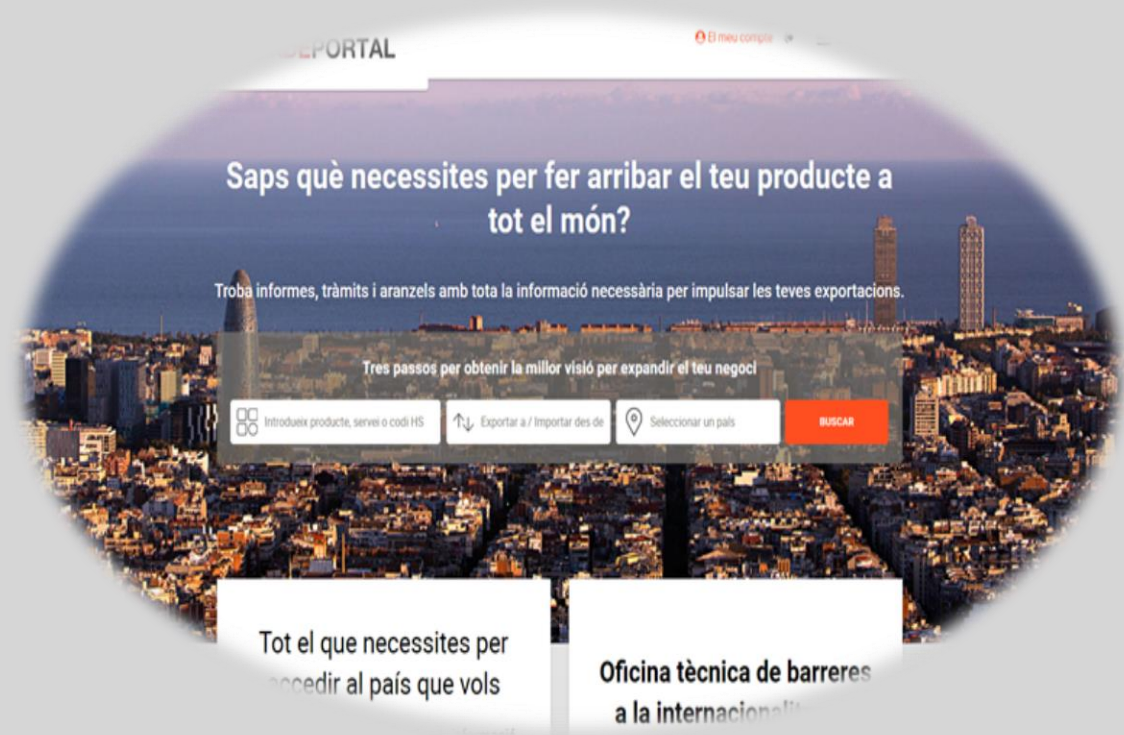 PORTAL
El meu compte
Saps què necessites per fer arribar el teu producte a
tot el món?
Troba informes, tràmits i aranzels amb tota la informació necessària per impulsar les teves exportacions.
Tres passos per obtenir la millor visió per expandir el teu negoci
Introdueix producte, servei o codi HS
Exportar a / Importar des de
Seleccionar un país
BUSCAR
Tot el que necessites per
accedir al país que vols
Oficina tècnica de barreres
a la